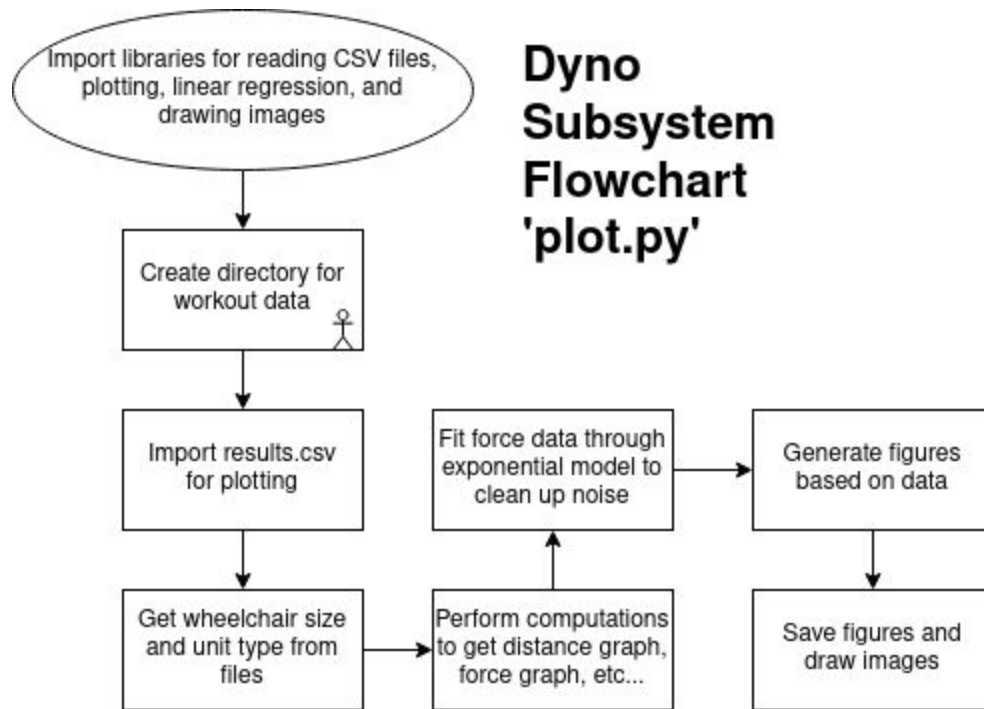 Import libraries for reading CSV files,
plotting, linear regression, and
drawing images
Dyno
Subsystem
Flowchart
'plot.py'
Create directory for
workout data
Import results.csv
for plotting
Get wheelchair size
and unit type from
files
Perform computations
to get distance graph,
force graph, etc...
Fit force data through
exponential model to
clean up noise
Generate figures
based on data
Save figures and
draw images